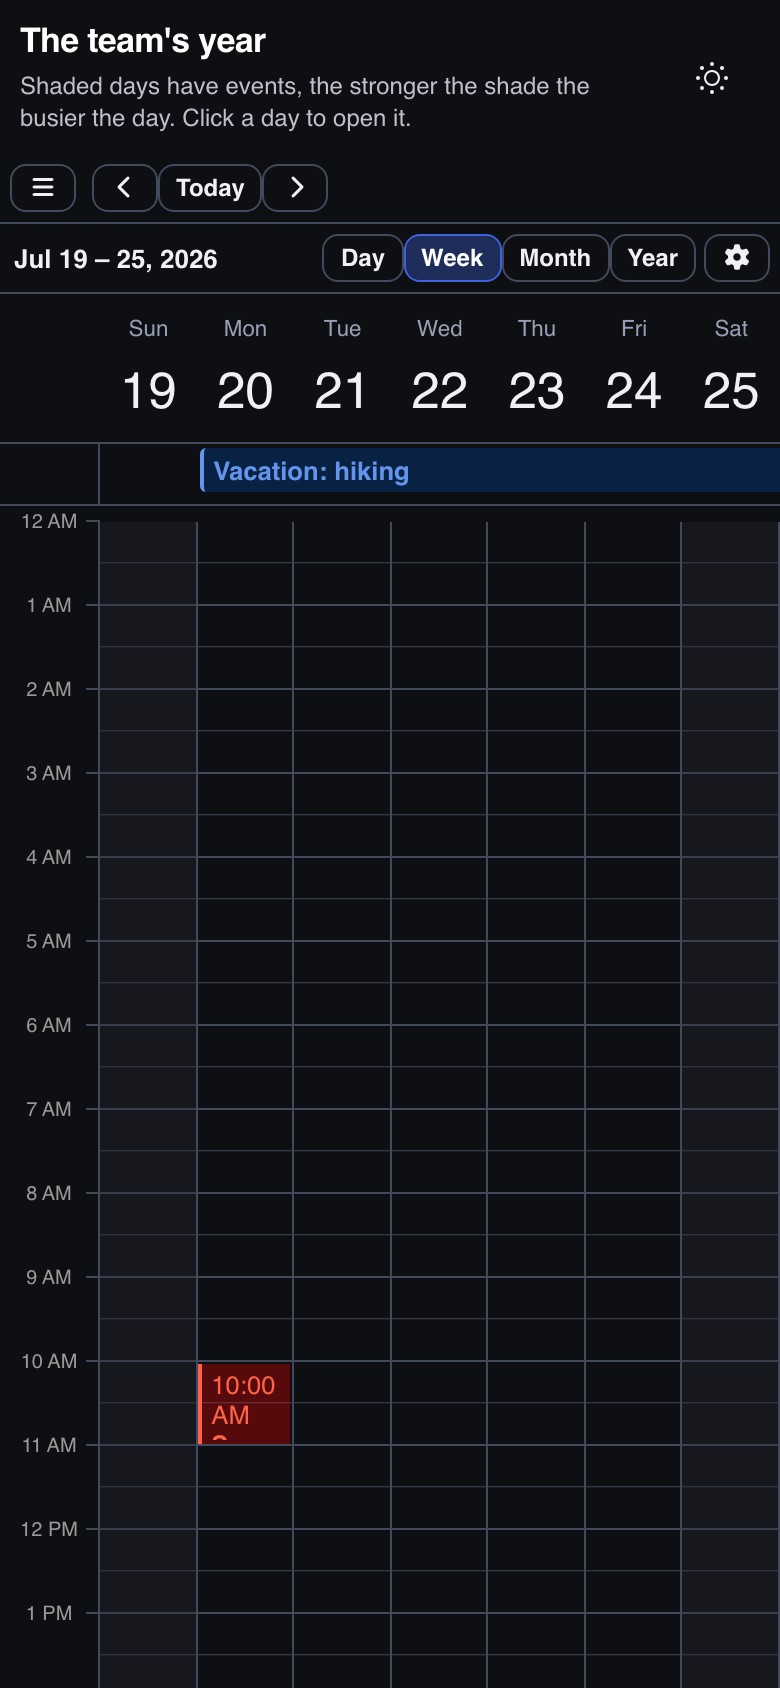 The team's year
Shaded days have events, the stronger the shade the
busier the day. Click a day to open it.
Today
Jul 19 – 25, 2026
Day
Week
Month
Year
Sun
Mon
Tue
Wed
Thu
Fri
Sat
19
20
21
22
23
24
25
Vacation: hiking
12 AM
1 AM
2 AM
3 AM
4 AM
5 AM
6 AM
7 AM
8 AM
9 AM
10 AM
10:00
AM
11 AM
12 PM
1 PM